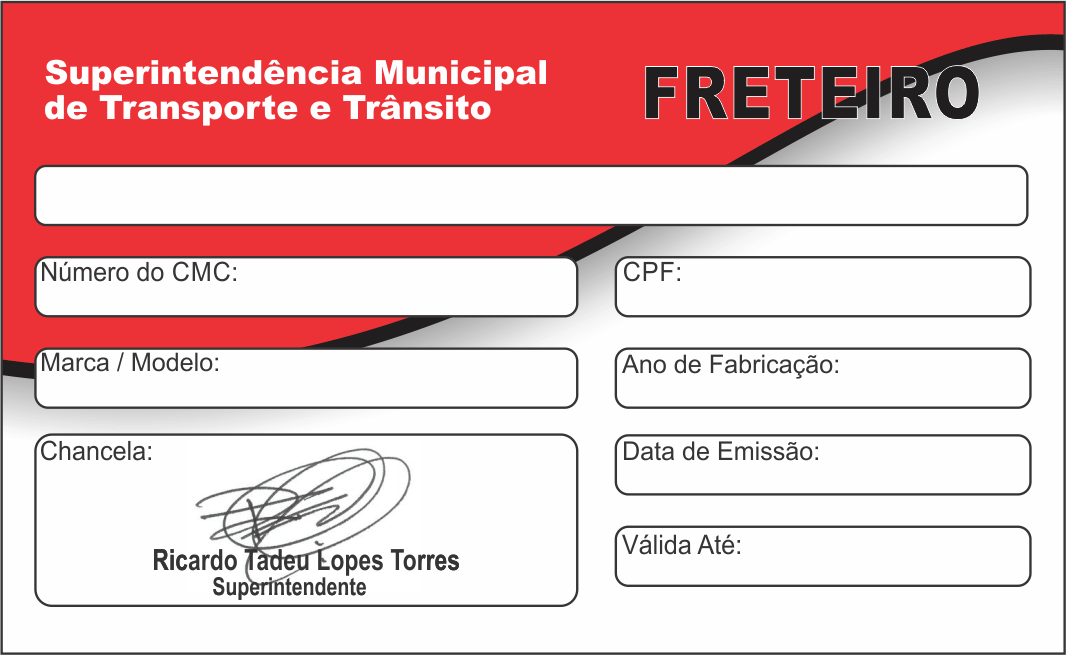 Superintendência Municipal
de Transporte e Trânsito
FRETEIRO
Número do CMC:
CPF:
Marca / Modelo:
Ano de Fabricação:
Chancela:
Data de Emissão:
Válida Até:
Ricardo Tadeu Lopes Torres
Superintendente